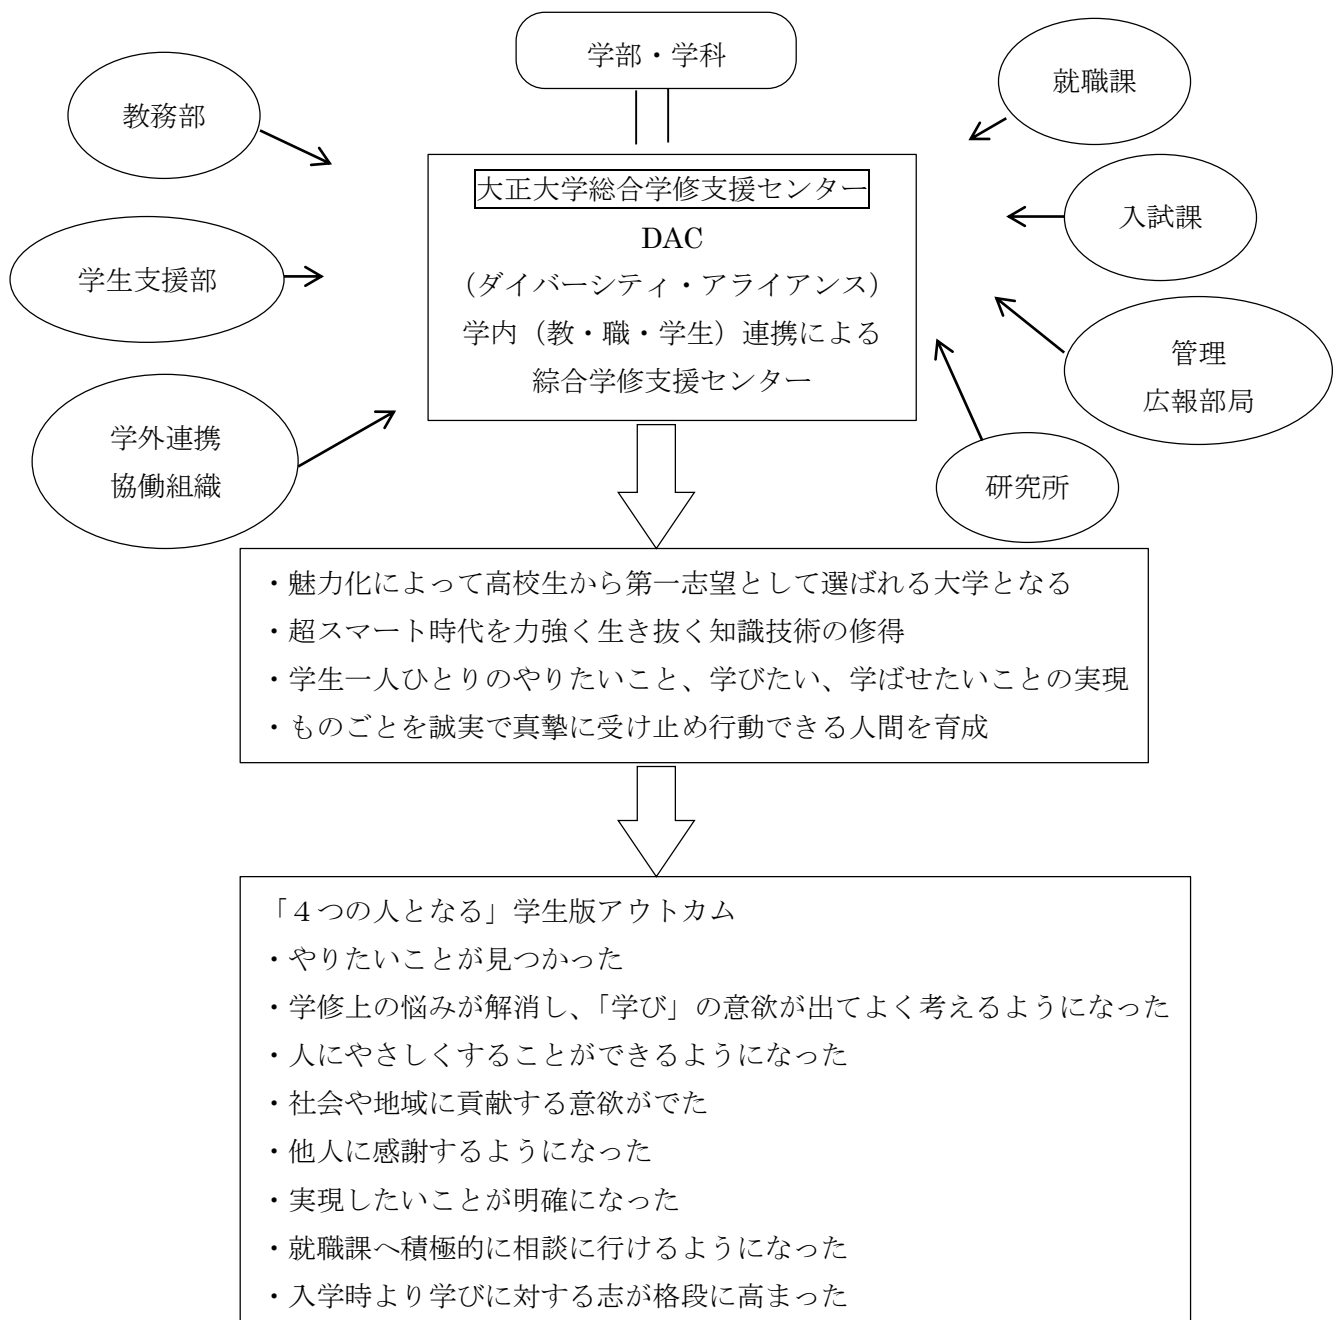 学部・学科
教務部
学生支援部
学外連携
協働組織
大正大学総合学修支援センター
DAC
（ダイバーシティ・アライアンス）
学内（教・職・学生）連携による
綜合学修支援センター
就職課
入試課
管理
広報部局
研究所
・魅力化によって高校生から第一志望として選ばれる大学となる
・超スマート時代を力強く生き抜く知識技術の修得
・学生一人ひとりのやりたいこと、学びたい、学ばせたいことの実現
・ものごとを誠実で真摯に受け止め行動できる人間を育成
「４つの人となる」学生版アウトカム
・やりたいことが見つかった
・学修上の悩みが解消し、「学び」の意欲が出てよく考えるようになった
・人にやさしくすることができるようになった
・社会や地域に貢献する意欲がでた
・他人に感謝するようになった
・実現したいことが明確になった
・就職課へ積極的に相談に行けるようになった
・入学時より学びに対する志が格段に高まった